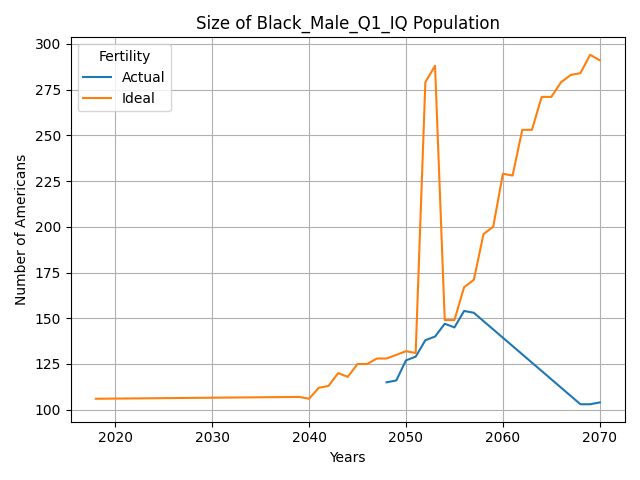 Size of Black_Male_Q1_IQ Population
Number of Americans
300
275
250
225
200
175
150
125
100
Fertility
Actual
Ideal
2020 2030 2040 2050 2060 2070
Years